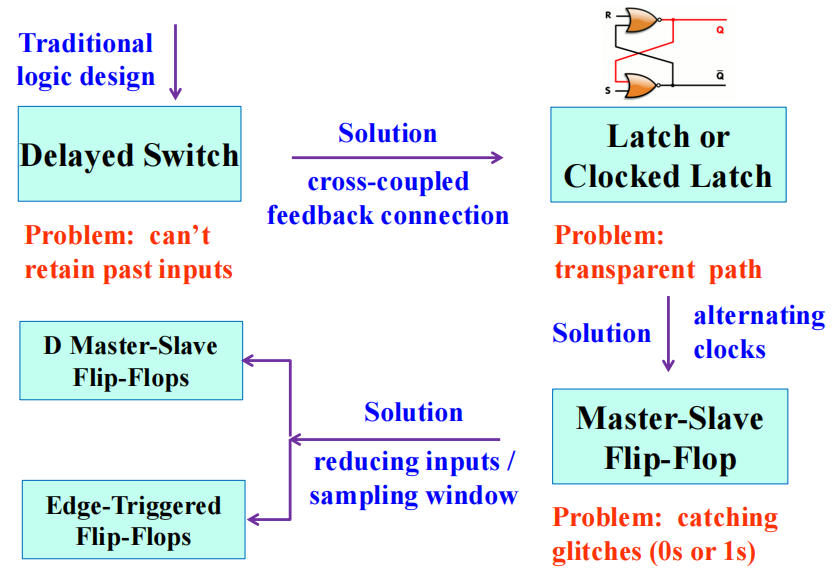 Traditional
logic design
Delayed Switch
Problem: can't
retain past inputs
Solution
cross-coupled
feedback connection
R
Q
S
Q̅
Latch or
Clocked Latch
Problem:
transparent path
Solution
alternating
clocks
Master-Slave
Flip-Flop
Problem: catching
glitches (0s or 1s)
Solution
reducing inputs /
sampling window
D Master-Slave
Flip-Flops
Edge-Triggered
Flip-Flops